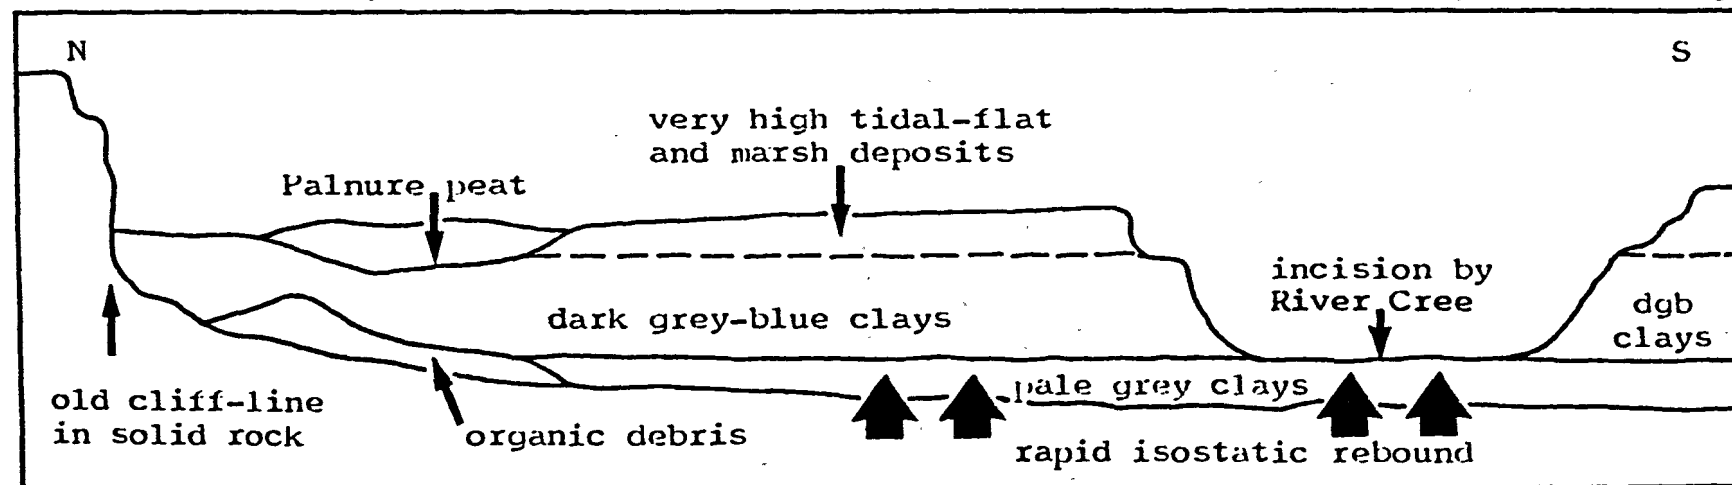 N
S
very high tidal-flat
and marsh deposits
Palnure peat
incision by
River Cree
dark grey-blue clays
dgb
clays
pale grey clays
old cliff-line
in solid rock
organic debris
rapid isostatic rebound